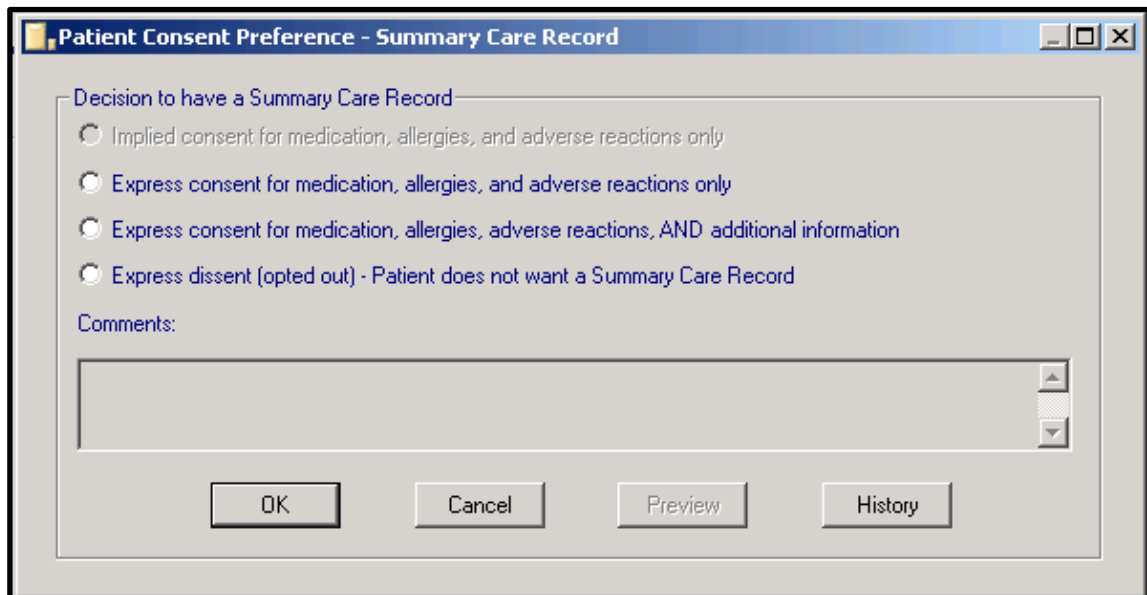 Patient Consent Preference - Summary Care Record
Decision to have a Summary Care Record
Implied consent for medication, allergies, and adverse reactions only
Express consent for medication, allergies, and adverse reactions only
Express consent for medication, allergies, adverse reactions, AND additional information
Express dissent (opted out) - Patient does not want a Summary Care Record
Comments:
OK Cancel Preview History